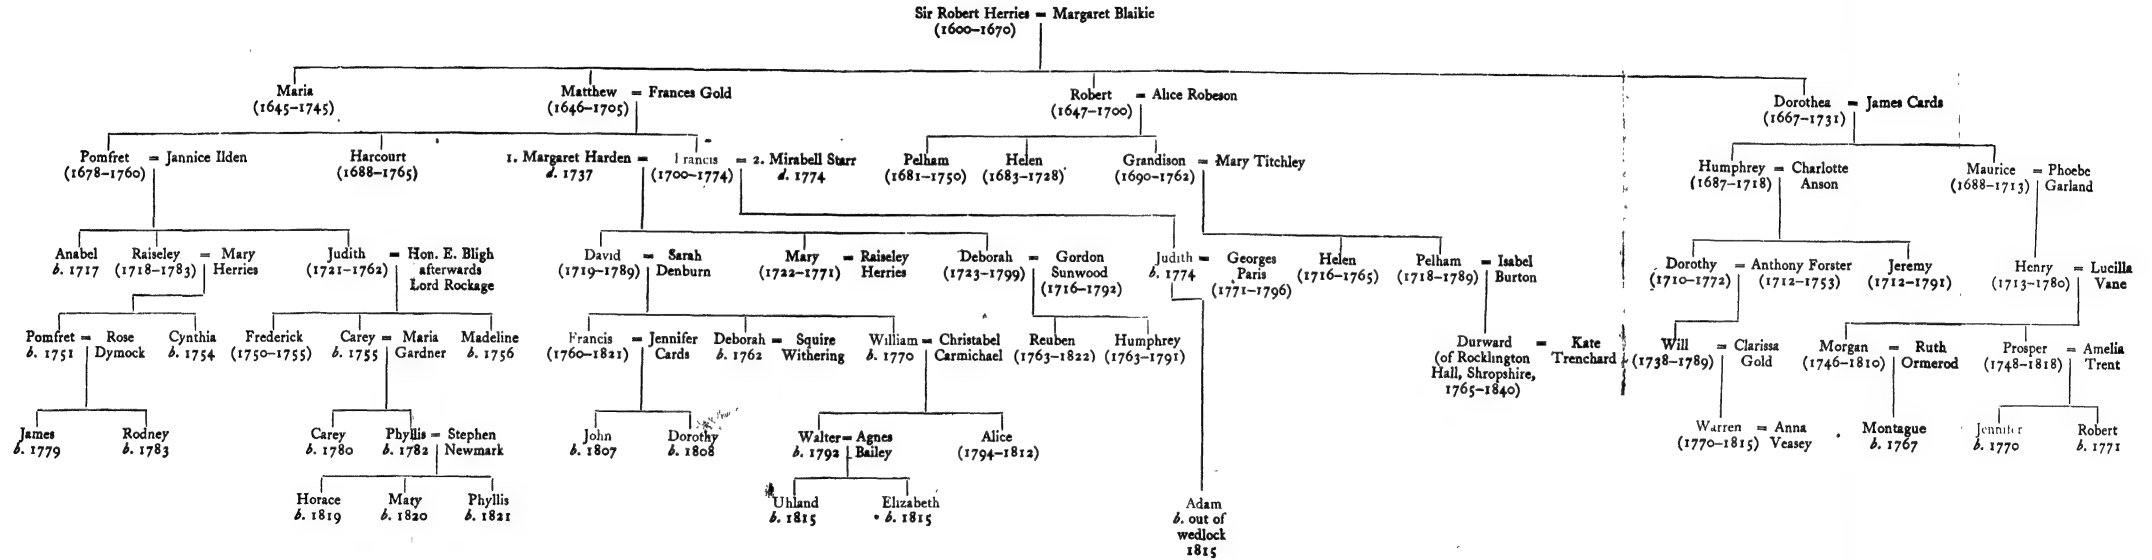 Sir Robert Herries = Margaret Blaikie
(1600–1670)
Maria
(1645–1745)
Matthew = Frances Gold
(1646–1705)
Robert = Alice Robeson
(1647–1700)
Dorothea = James Cards
(1667–1731)
Pomfret = Jannice Ilden
(1678–1760)
Harcourt
(1688–1765)
1. Margaret Harden = Francis = 2. Mirabell Starr
d. 1737 (1700–1774) d. 1774
Pelham
(1681–1750)
Helen
(1683–1728)
Grandison = Mary Titchley
(1690–1762)
Humphrey = Charlotte
(1687–1718) Anson
Maurice = Phoebe
(1688–1713) Garland
Anabel
b. 1717
Raiseley = Mary
(1718–1783) Herries
Judith = Hon. E. Bligh
(1721–1762) afterwards
Lord Rockage
David = Sarah
(1719–1789) Denburn
Mary = Raiseley
(1722–1771) Herries
Deborah = Gordon
(1723–1799) Sunwood
(1716–1792)
Judith = Georges
b. 1774 Paris
(1771–1796)
Helen
(1716–1765)
Pelham = Isabel
(1718–1789) Burton
Dorothy = Anthony Forster
(1710–1772) (1712–1753)
Jeremy
(1712–1791)
Henry = Lucilla
(1713–1780) Vane
Pomfret = Rose
b. 1751 Dymock
Cynthia
b. 1754
Frederick
(1750–1755)
Carey = Maria
b. 1755 Gardner
Madeline
b. 1756
Francis = Jennifer
(1760–1821) Cards
Deborah = Squire
b. 1762 Withering
William = Christabel
b. 1770 Carmichael
Reuben
(1763–1822)
Humphrey
(1763–1791)
Durward = Kate
(of Rocklington Trenchard
Hall, Shropshire,
1765–1840)
Will = Clarissa
(1738–1789) Gold
Morgan = Ruth
(1746–1810) Ormerod
Prosper = Amelia
(1748–1818) Trent
James
b. 1779
Rodney
b. 1783
Carey
b. 1780
Phyllis = Stephen
b. 1782 Newmark
John
b. 1807
Dorothy
b. 1808
Walter = Agnes
b. 1792 Bailey
Alice
(1794–1812)
Warren = Anna
(1770–1815) Veasey
Montague
b. 1767
Jennifer
b. 1770
Robert
b. 1771
Horace
b. 1819
Mary
b. 1820
Phyllis
b. 1821
Uhland
b. 1815
Elizabeth
b. 1815
Adam
b. out of
wedlock
1815